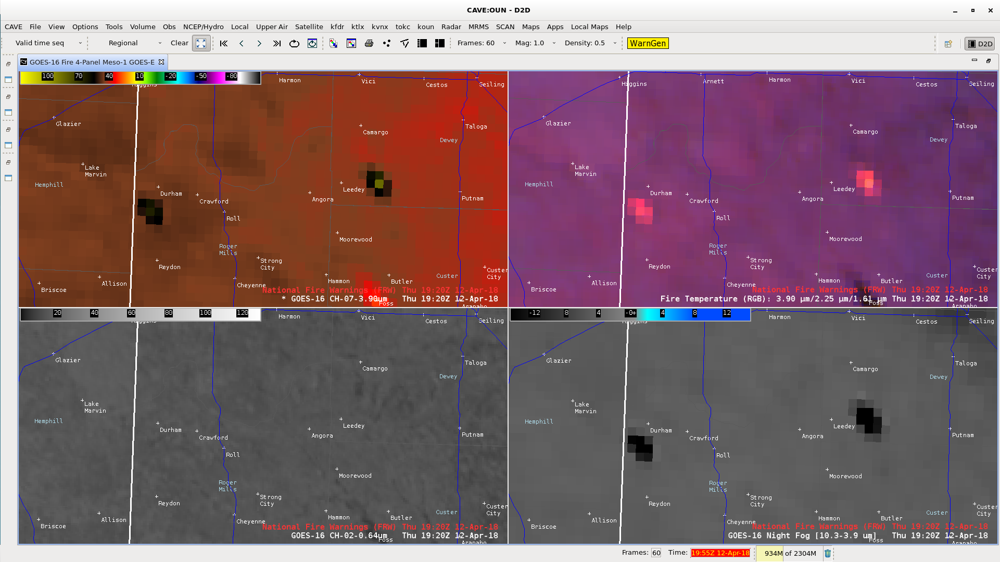 CAVE:OUN - D2D
CAVE File View Options Tools Volume Obs NCEP/Hydro Local Upper Air Satellite kfdr ktlx kvnx tokc koun Radar MRMS SCAN Maps Apps Local Maps Help
Valid time seq Regional Clear Frames: 60 Mag: 1.0 Density: 0.5 WarnGen D2D
GOES-16 Fire 4-Panel Meso-1 GOES-E
100 70 40 10 -20 -50 -80
Higgins
Harmon
Vici
Cestos
Seiling
Glazier
Camargo
Taloga
Dewey
Lake
Marvin
Hemphill
Durham
Crawford
Angora
Leedey
Putnam
Roll
Moorewood
Roger
Mills
Strong
City
Reydon
Custer
Custer
City
Hammon
Butler
Briscoe
Allison
Cheyenne
National Fire Warnings (FRW) Thu 19:20Z 12-Apr-18
* GOES-16 CH-07-3.90µm Thu 19:20Z 12-Apr-18
Foss
Arapaho
Higgins
Arnett
Harmon
Vici
Cestos
Seiling
Glazier
Camargo
Taloga
Dewey
Lake
Marvin
Hemphill
Durham
Crawford
Angora
Leedey
Putnam
Roll
Moorewood
Roger
Mills
Strong
City
Reydon
Custer
Custer
City
Hammon
Butler
Briscoe
Allison
Cheyenne
National Fire Warnings (FRW) Thu 19:20Z 12-Apr-18
Fire Temperature (RGB): 3.90 µm/2.25 µm/1.61 µm Thu 19:20Z 12-Apr-18
Foss
Arapaho
20 40 60 80 100 120
Higgins
Harmon
Vici
Cestos
Seiling
Glazier
Camargo
Taloga
Dewey
Lake
Marvin
Hemphill
Durham
Crawford
Angora
Leedey
Putnam
Roll
Moorewood
Roger
Mills
Strong
City
Reydon
Custer
Custer
City
Hammon
Butler
Briscoe
Allison
Cheyenne
National Fire Warnings (FRW) Thu 19:20Z 12-Apr-18
GOES-16 CH-02-0.64µm Thu 19:20Z 12-Apr-18
Foss
Arapaho
-12 8 4 -0+ 4 8 12
Higgins
Harmon
Vici
Cestos
Seiling
Glazier
Camargo
Taloga
Dewey
Lake
Marvin
Hemphill
Durham
Crawford
Angora
Leedey
Putnam
Roll
Moorewood
Roger
Mills
Strong
City
Reydon
Custer
Custer
City
Hammon
Butler
Briscoe
Allison
Cheyenne
National Fire Warnings (FRW) Thu 19:20Z 12-Apr-18
GOES-16 Night Fog [10.3-3.9 um] Thu 19:20Z 12-Apr-18
Foss
Arapaho
Frames: 60 Time: 19:55Z 12-Apr-18 934M of 2304M